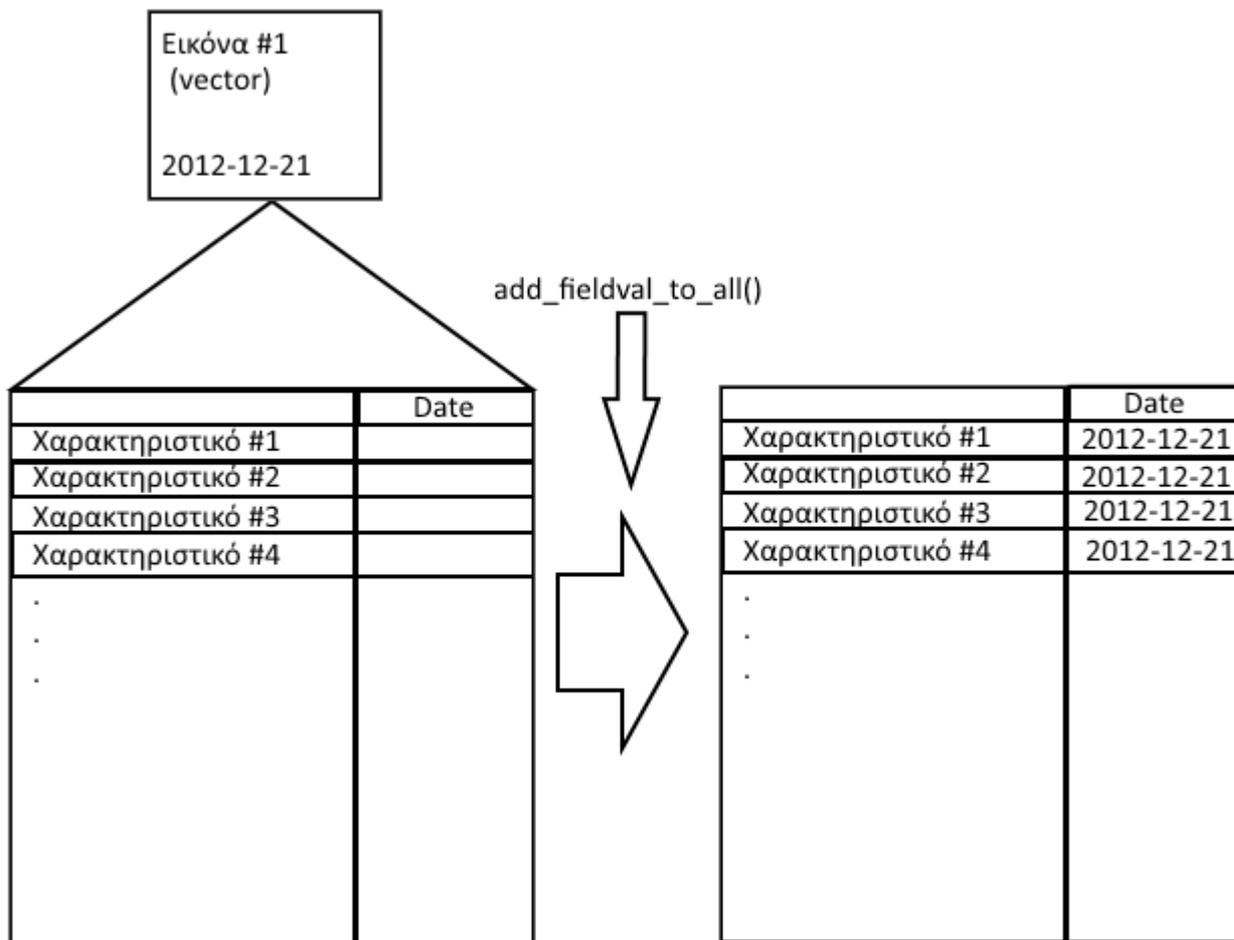 Εικόνα #1
(vector)
2012-12-21
add_fieldval_to_all()
Date
Χαρακτηριστικό #1
Χαρακτηριστικό #2
Χαρακτηριστικό #3
Χαρακτηριστικό #4
.
.
.
Date
Χαρακτηριστικό #1 2012-12-21
Χαρακτηριστικό #2 2012-12-21
Χαρακτηριστικό #3 2012-12-21
Χαρακτηριστικό #4 2012-12-21
.
.
.